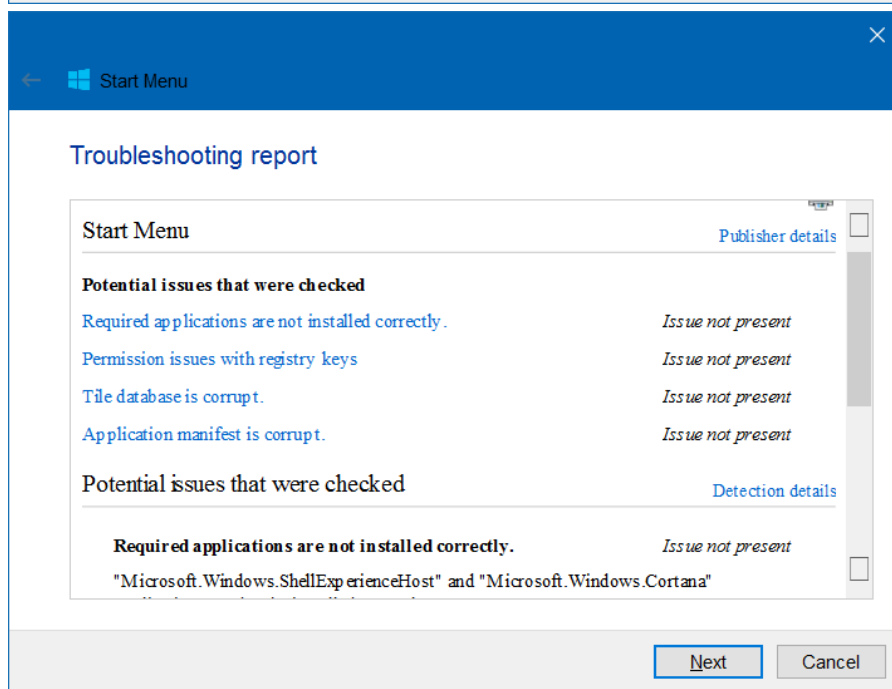 Start Menu
Troubleshooting report
Start Menu
Publisher details
Potential issues that were checked
Required applications are not installed correctly. Issue not present
Permission issues with registry keys Issue not present
Tile database is corrupt. Issue not present
Application manifest is corrupt. Issue not present
Potential issues that were checked Detection details
Required applications are not installed correctly. Issue not present
"Microsoft.Windows.ShellExperienceHost" and "Microsoft.Windows.Cortana"
Next Cancel